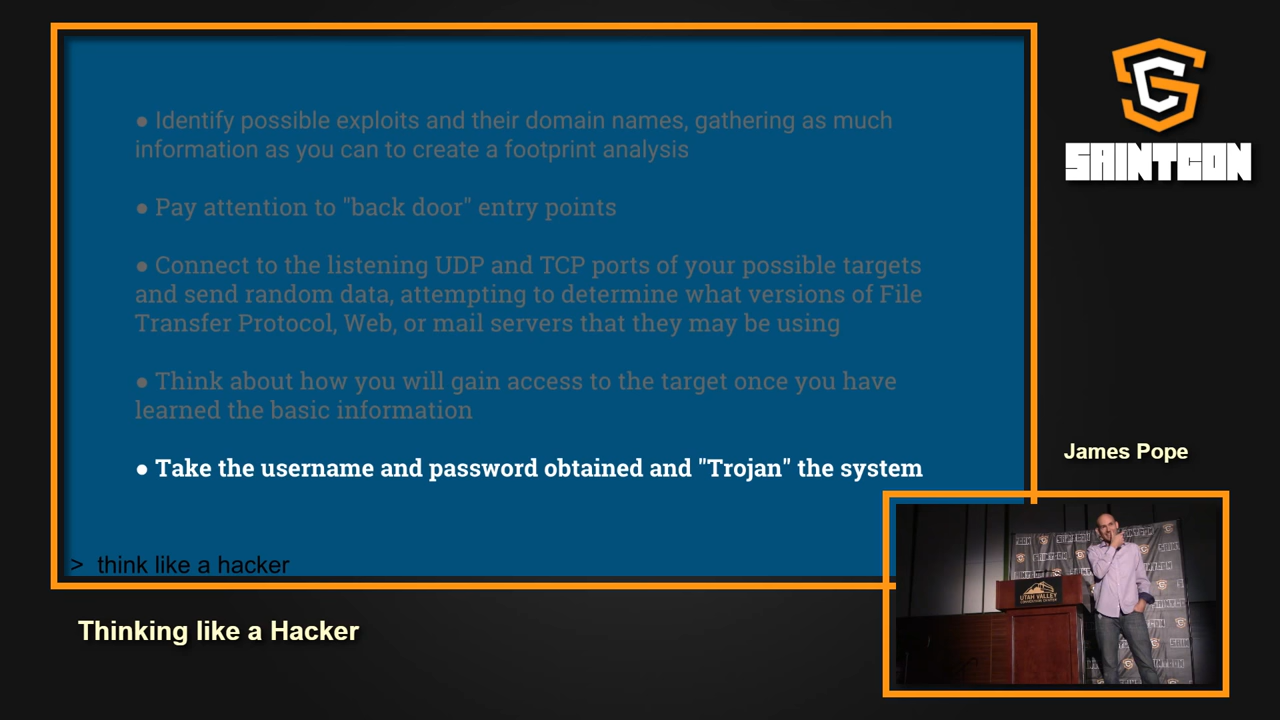 ● Identify possible exploits and their domain names, gathering as much
information as you can to create a footprint analysis
● Pay attention to "back door" entry points
● Connect to the listening UDP and TCP ports of your possible targets
and send random data, attempting to determine what versions of File
Transfer Protocol, Web, or mail servers that they may be using
● Think about how you will gain access to the target once you have
learned the basic information
● Take the username and password obtained and "Trojan" the system
> think like a hacker
Thinking like a Hacker
SAINTCON
James Pope
UTAH VALLEY
CONVENTION CENTER